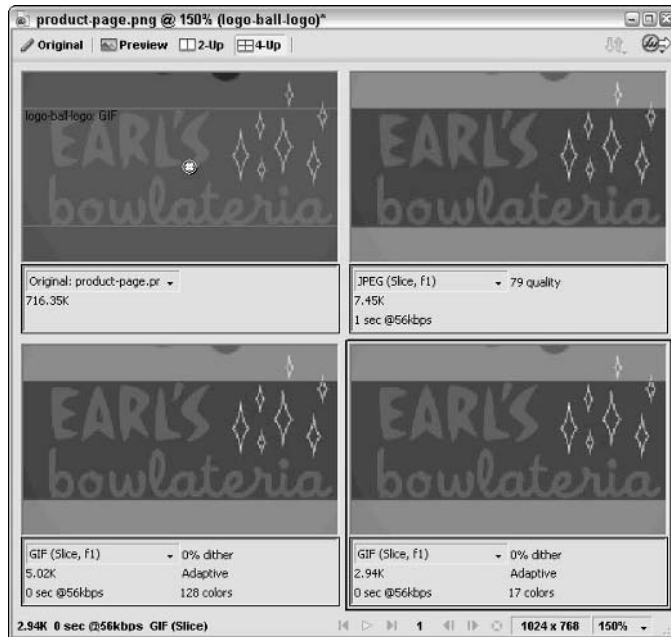 product-page.png @ 150% (logo-ball-logo)*
Original Preview 2-Up 4-Up
logo-ball-logo: GIF
EARL'S
bowlateria
EARL'S
bowlateria
Original: product-page.pr
716.35K
JPEG (Slice, f1) 79 quality
7.45K
1 sec @56kbps
EARL'S
bowlateria
EARL'S
bowlateria
GIF (Slice, f1) 0% dither
5.02K Adaptive
0 sec @56kbps 128 colors
GIF (Slice, f1) 0% dither
2.94K Adaptive
0 sec @56kbps 17 colors
2.94K 0 sec @56kbps GIF (Slice) 1 1024 x 768 150%